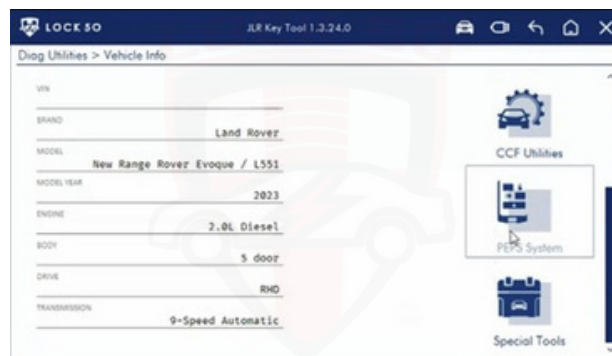 LOCK50
JLR Key Tool 1.3.24.0
Diag Utilities > Vehicle Info
VIN
BRAND
Land Rover
MODEL
New Range Rover Evoque / L551
MODEL YEAR
2023
ENGINE
2.0L Diesel
BODY
5 door
DRIVE
RHD
TRANSMISSION
9-Speed Automatic
CCF Utilities
PEPS System
Special Tools